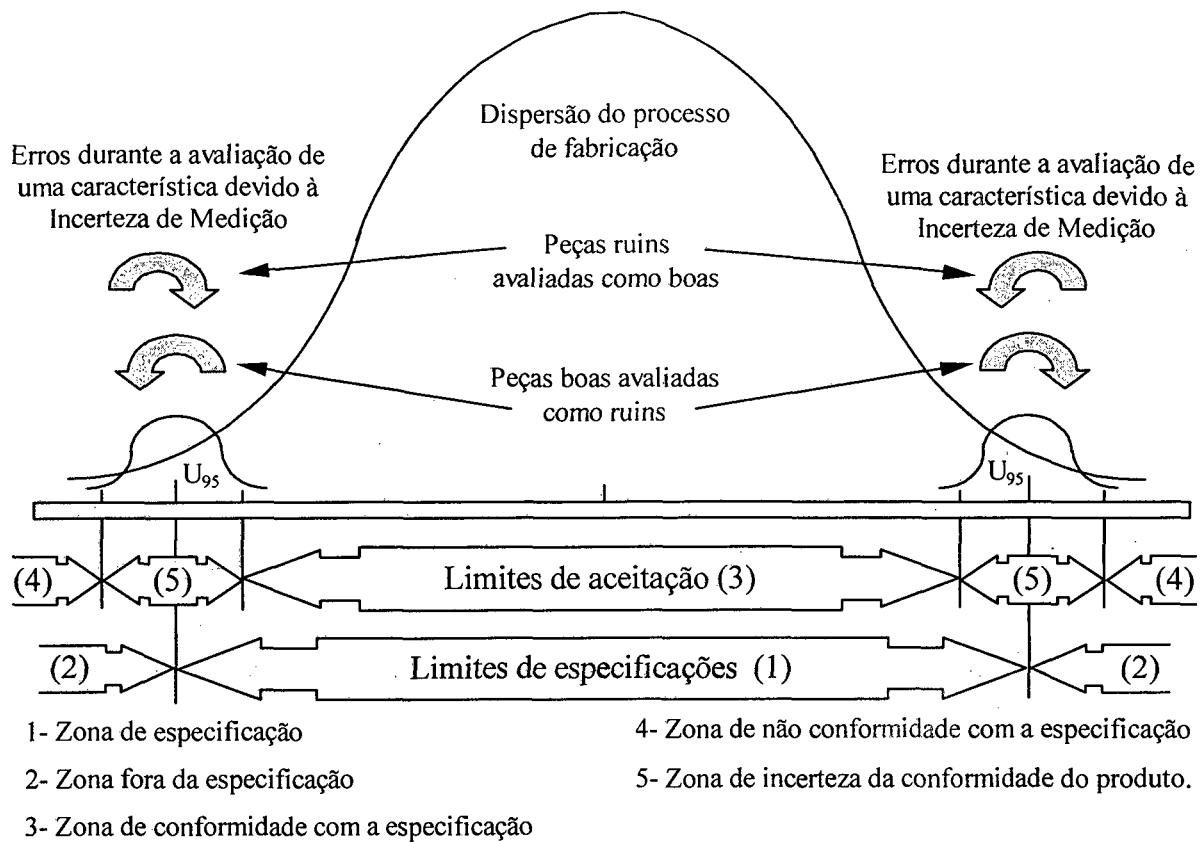 Dispersão do processo
de fabricação
Erros durante a avaliação de
uma característica devido à
Incerteza de Medição
Erros durante a avaliação de
uma característica devido à
Incerteza de Medição
Peças ruins
avaliadas como boas
Peças boas avaliadas
como ruins
U95
U95
(4)
(5)
Limites de aceitação (3)
(5)
(4)
(2)
Limites de especificações (1)
(2)
1- Zona de especificação
2- Zona fora da especificação
3- Zona de conformidade com a especificação
4- Zona de não conformidade com a especificação
5- Zona de incerteza da conformidade do produto.